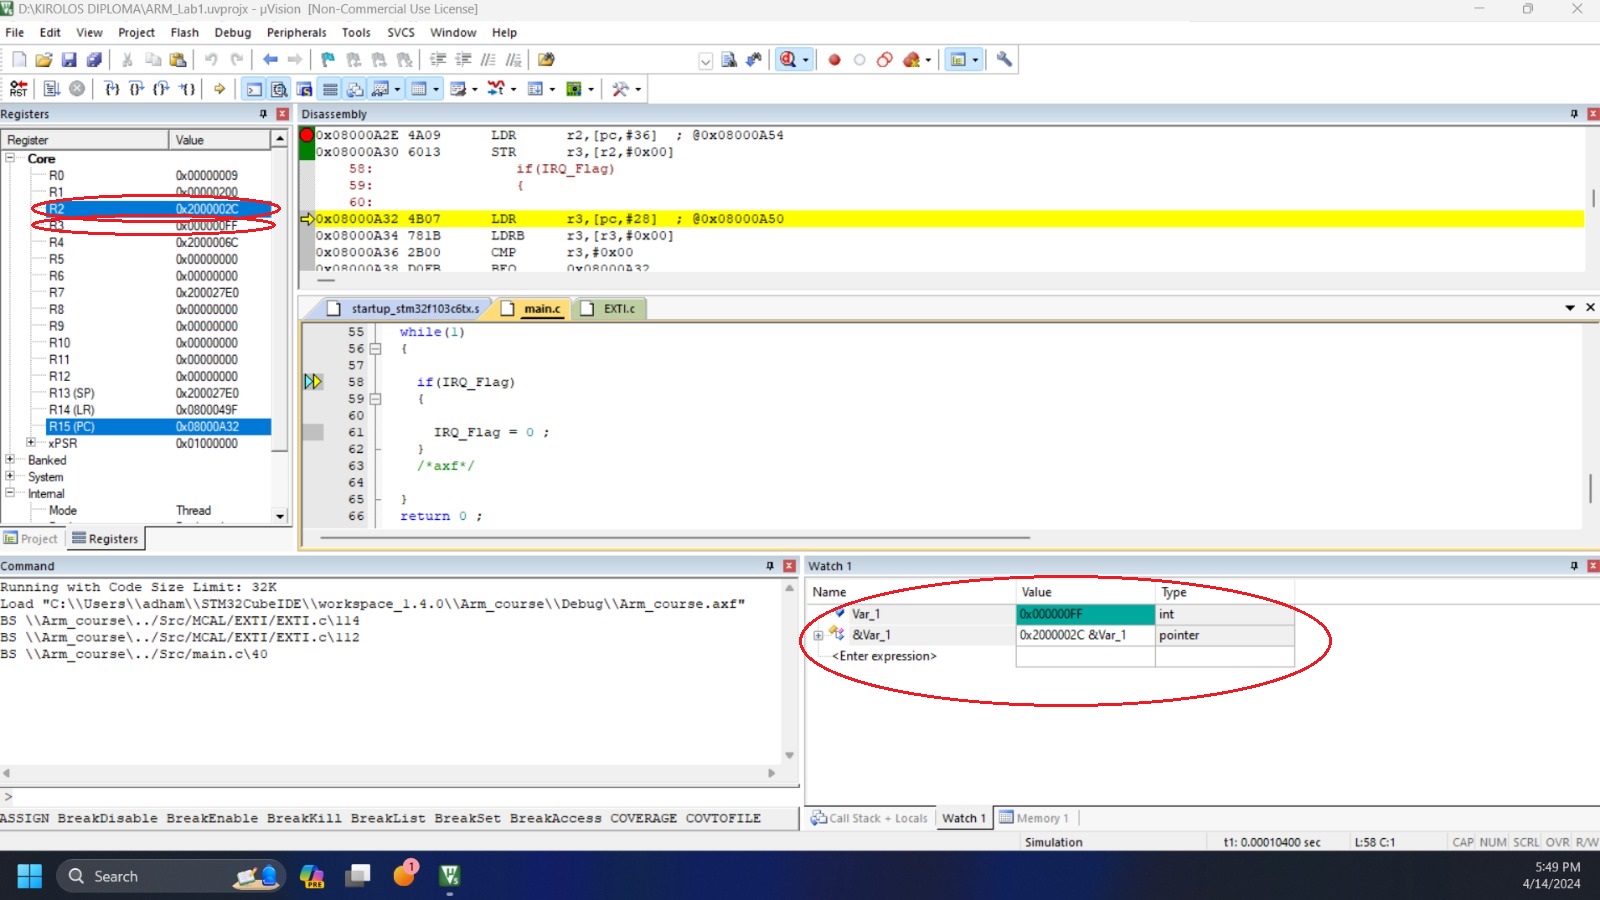 D:\KIROLOS DIPLOMA\ARM_Lab1.uvprojx - µVision [Non-Commercial Use License]
File Edit View Project Flash Debug Peripherals Tools SVCS Window Help
RST
Registers
Register Value
Core
R0 0x00000009
R1 0x00000200
R2 0x2000002C
R3 0x000000FF
R4 0x2000006C
R5 0x00000000
R6 0x00000000
R7 0x200027E0
R8 0x00000000
R9 0x00000000
R10 0x00000000
R11 0x00000000
R12 0x00000000
R13 (SP) 0x200027E0
R14 (LR) 0x0800049F
R15 (PC) 0x08000A32
xPSR 0x01000000
Banked
System
Internal
Mode Thread
Project Registers
Disassembly
0x08000A2E 4A09 LDR r2,[pc,#36] ; @0x08000A54
0x08000A30 6013 STR r3,[r2,#0x00]
58: if(IRQ_Flag)
59: {
60:
0x08000A32 4B07 LDR r3,[pc,#28] ; @0x08000A50
0x08000A34 781B LDRB r3,[r3,#0x00]
0x08000A36 2B00 CMP r3,#0x00
0x08000A38 D0FB BEQ 0x08000A32
startup_stm32f103c6tx.s main.c EXTI.c
55 while(1)
56 {
57
58 if(IRQ_Flag)
59 {
60
61 IRQ_Flag = 0 ;
62 }
63 /*axf*/
64
65 }
66 return 0 ;
Command
Running with Code Size Limit: 32K
Load "C:\\Users\\adham\\STM32CubeIDE\\workspace_1.4.0\\Arm_course\\Debug\\Arm_course.axf"
BS \\Arm_course\../Src/MCAL/EXTI/EXTI.c\114
BS \\Arm_course\../Src/MCAL/EXTI/EXTI.c\112
BS \\Arm_course\../Src/main.c\40
>
ASSIGN BreakDisable BreakEnable BreakKill BreakList BreakSet BreakAccess COVERAGE COVTOFILE
Watch 1
Name Value Type
Var_1 0x000000FF int
&Var_1 0x2000002C &Var_1 pointer
<Enter expression>
Call Stack + Locals Watch 1 Memory 1
Simulation t1: 0.00010400 sec L:58 C:1 CAP NUM SCRL OVR R/W
Search
PRE
1
5:49 PM
4/14/2024